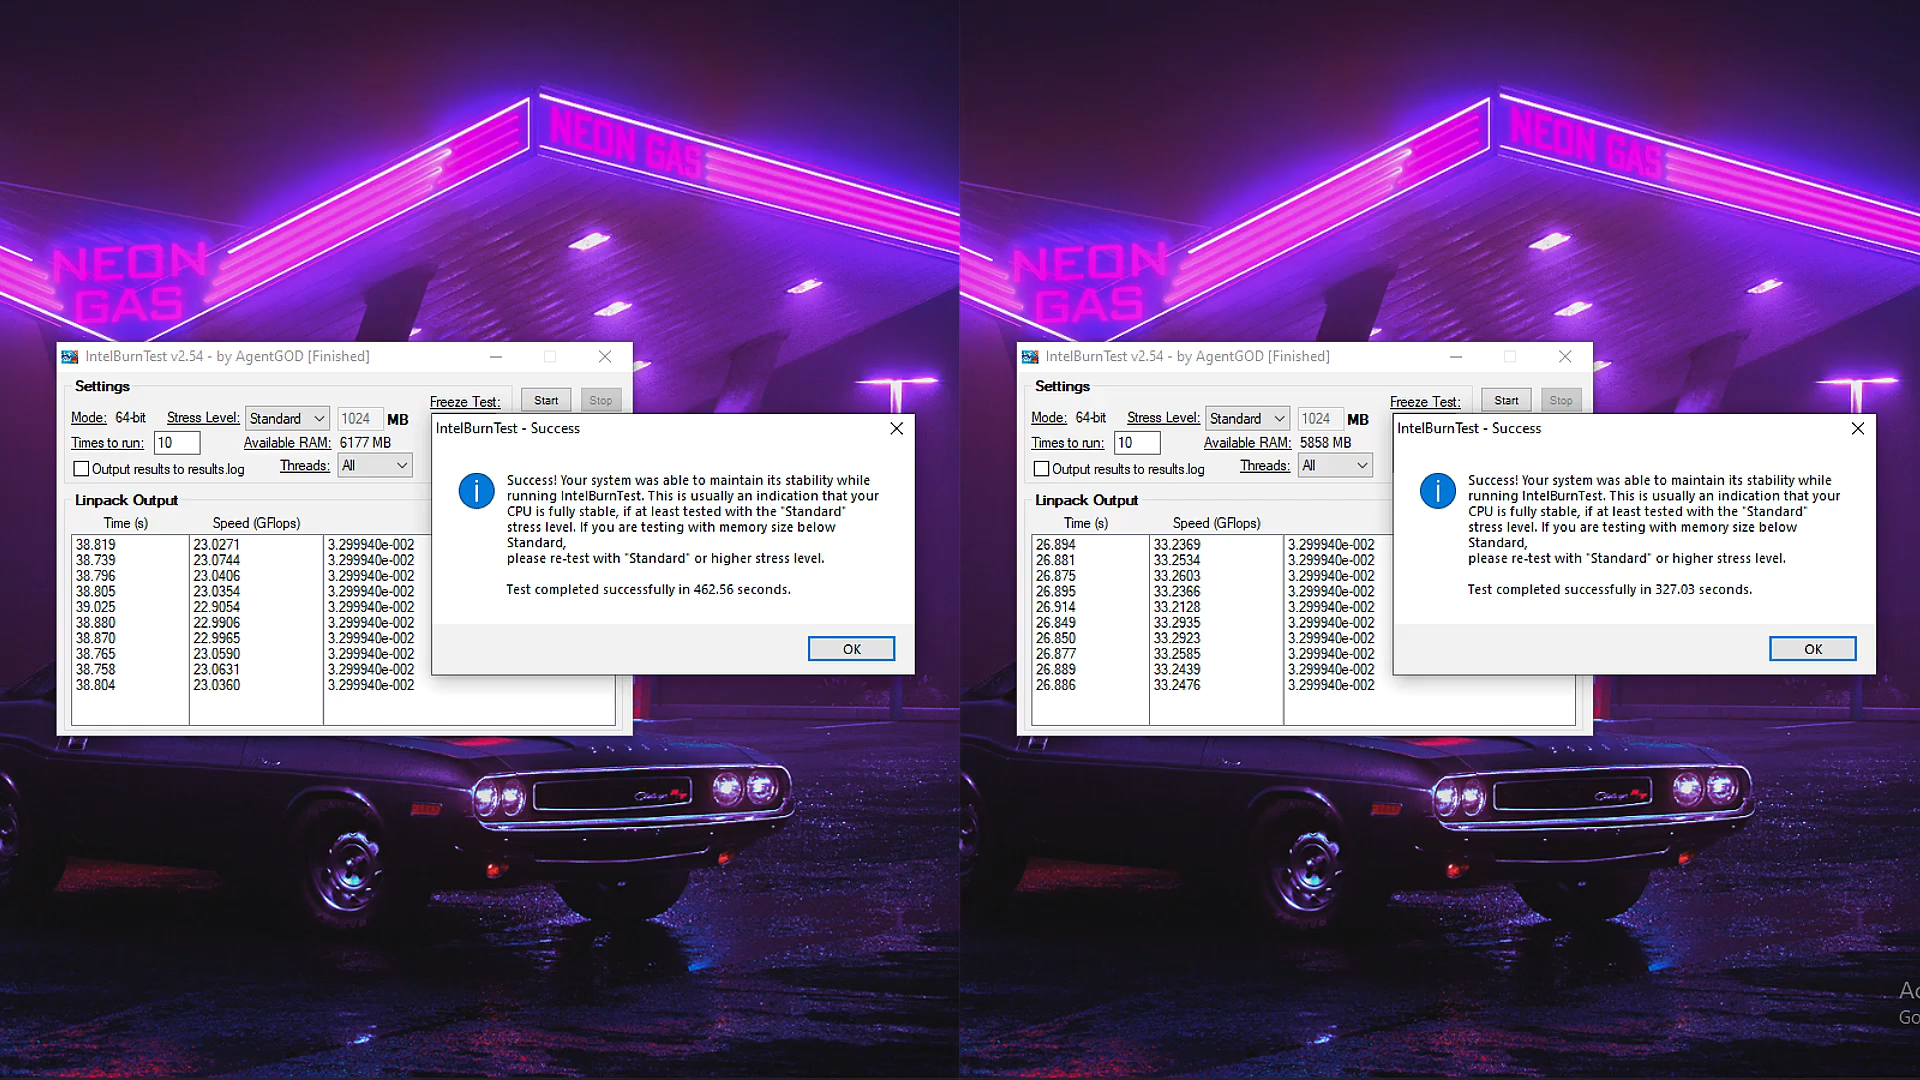 NEON GAS
NEON
GAS
IntelBurnTest v2.54 - by AgentGOD [Finished]
Settings
Freeze Test:
Start
Stop
Mode: 64-bit
Stress Level:
Standard
1024
MB
Times to run:
10
Available RAM: 6177 MB
Output results to results.log
Threads:
All
Linpack Output
Time (s)
Speed (GFlops)
38.819 23.0271 3.299940e-002
38.739 23.0744 3.299940e-002
38.796 23.0406 3.299940e-002
38.805 23.0354 3.299940e-002
39.025 22.9054 3.299940e-002
38.880 22.9906 3.299940e-002
38.870 22.9965 3.299940e-002
38.765 23.0590 3.299940e-002
38.758 23.0631 3.299940e-002
38.804 23.0360 3.299940e-002
IntelBurnTest - Success
Success! Your system was able to maintain its stability while
running IntelBurnTest. This is usually an indication that your
CPU is fully stable, if at least tested with the "Standard"
stress level. If you are testing with memory size below
Standard,
please re-test with "Standard" or higher stress level.
Test completed successfully in 462.56 seconds.
OK
NEON GAS
NEON
GAS
IntelBurnTest v2.54 - by AgentGOD [Finished]
Settings
Freeze Test:
Start
Stop
Mode: 64-bit
Stress Level:
Standard
1024
MB
Times to run:
10
Available RAM: 5858 MB
Output results to results.log
Threads:
All
Linpack Output
Time (s)
Speed (GFlops)
26.894 33.2369 3.299940e-002
26.881 33.2534 3.299940e-002
26.875 33.2603 3.299940e-002
26.895 33.2366 3.299940e-002
26.914 33.2128 3.299940e-002
26.849 33.2935 3.299940e-002
26.850 33.2923 3.299940e-002
26.877 33.2585 3.299940e-002
26.889 33.2439 3.299940e-002
26.886 33.2476 3.299940e-002
IntelBurnTest - Success
Success! Your system was able to maintain its stability while
running IntelBurnTest. This is usually an indication that your
CPU is fully stable, if at least tested with the "Standard"
stress level. If you are testing with memory size below
Standard,
please re-test with "Standard" or higher stress level.
Test completed successfully in 327.03 seconds.
OK